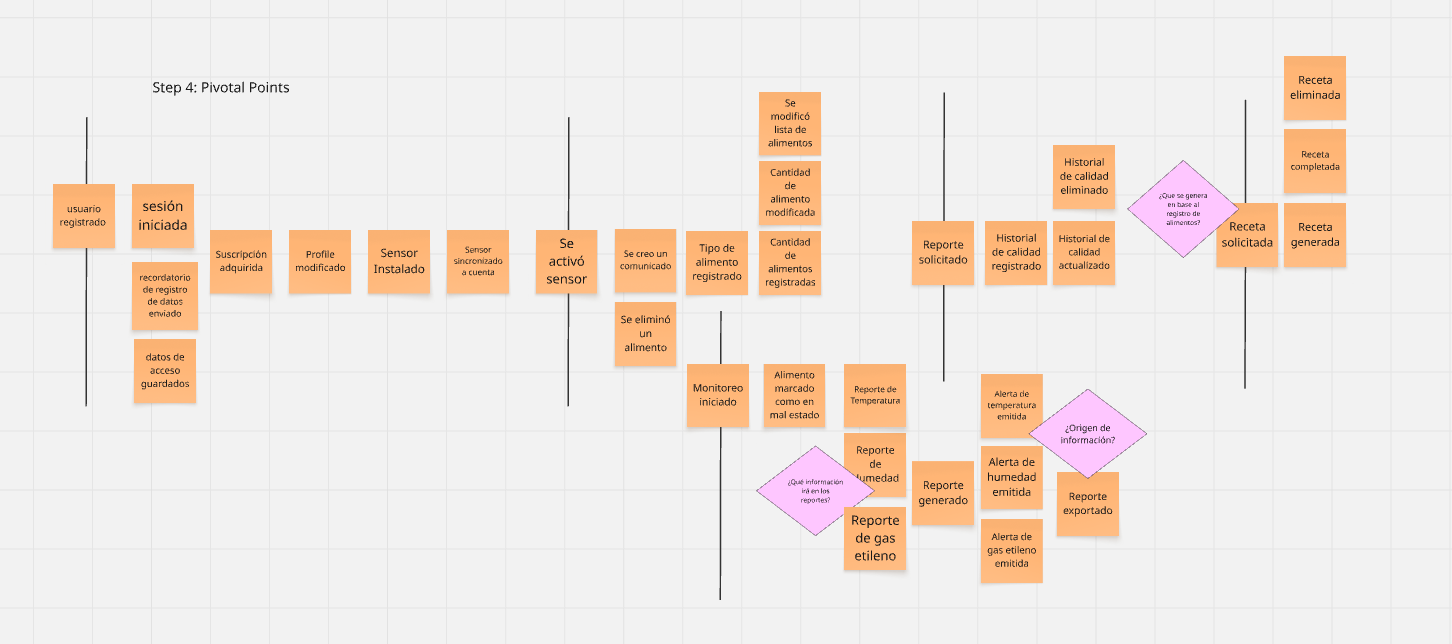 Step 4: Pivotal Points
usuario
registrado
sesión
iniciada
recordatorio
de registro
de datos
enviado
datos de
acceso
guardados
Suscripción
adquirida
Profile
modificado
Sensor
Instalado
Sensor
sincronizado
a cuenta
Se
activó
sensor
Se creo un
comunicado
Se eliminó
un
alimento
Tipo de
alimento
registrado
Se
modificó
lista de
alimentos
Cantidad
de
alimento
modificada
Cantidad
de
alimentos
registradas
Monitoreo
iniciado
Alimento
marcado
como en
mal estado
¿Qué información
irá en los
reportes?
Reporte de
Temperatura
Reporte
de
umedad
Reporte
de gas
etileno
Reporte
generado
Reporte
solicitado
Historial
de calidad
registrado
Historial
de calidad
eliminado
Historial de
calidad
actualizado
Alerta de
temperatura
emitida
Alerta de
humedad
emitida
Alerta de
gas etileno
emitida
¿Origen de
información?
Reporte
exportado
¿Que se genera
en base al
registro de
alimentos?
Receta
solicitada
Receta
eliminada
Receta
completada
Receta
generada